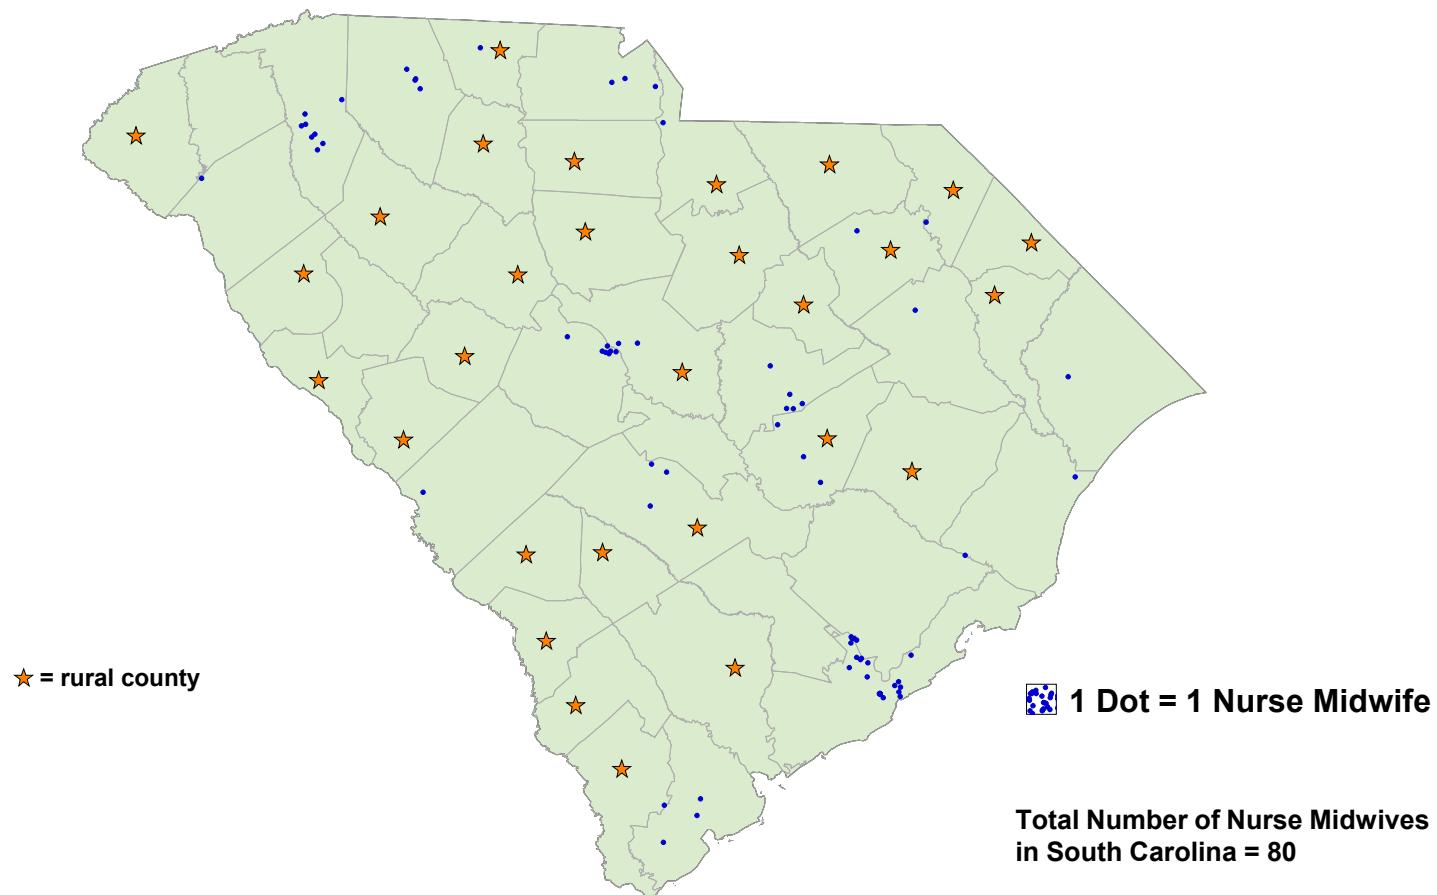 = rural county
1 Dot = 1 Nurse Midwife
Total Number of Nurse Midwives
in South Carolina = 80